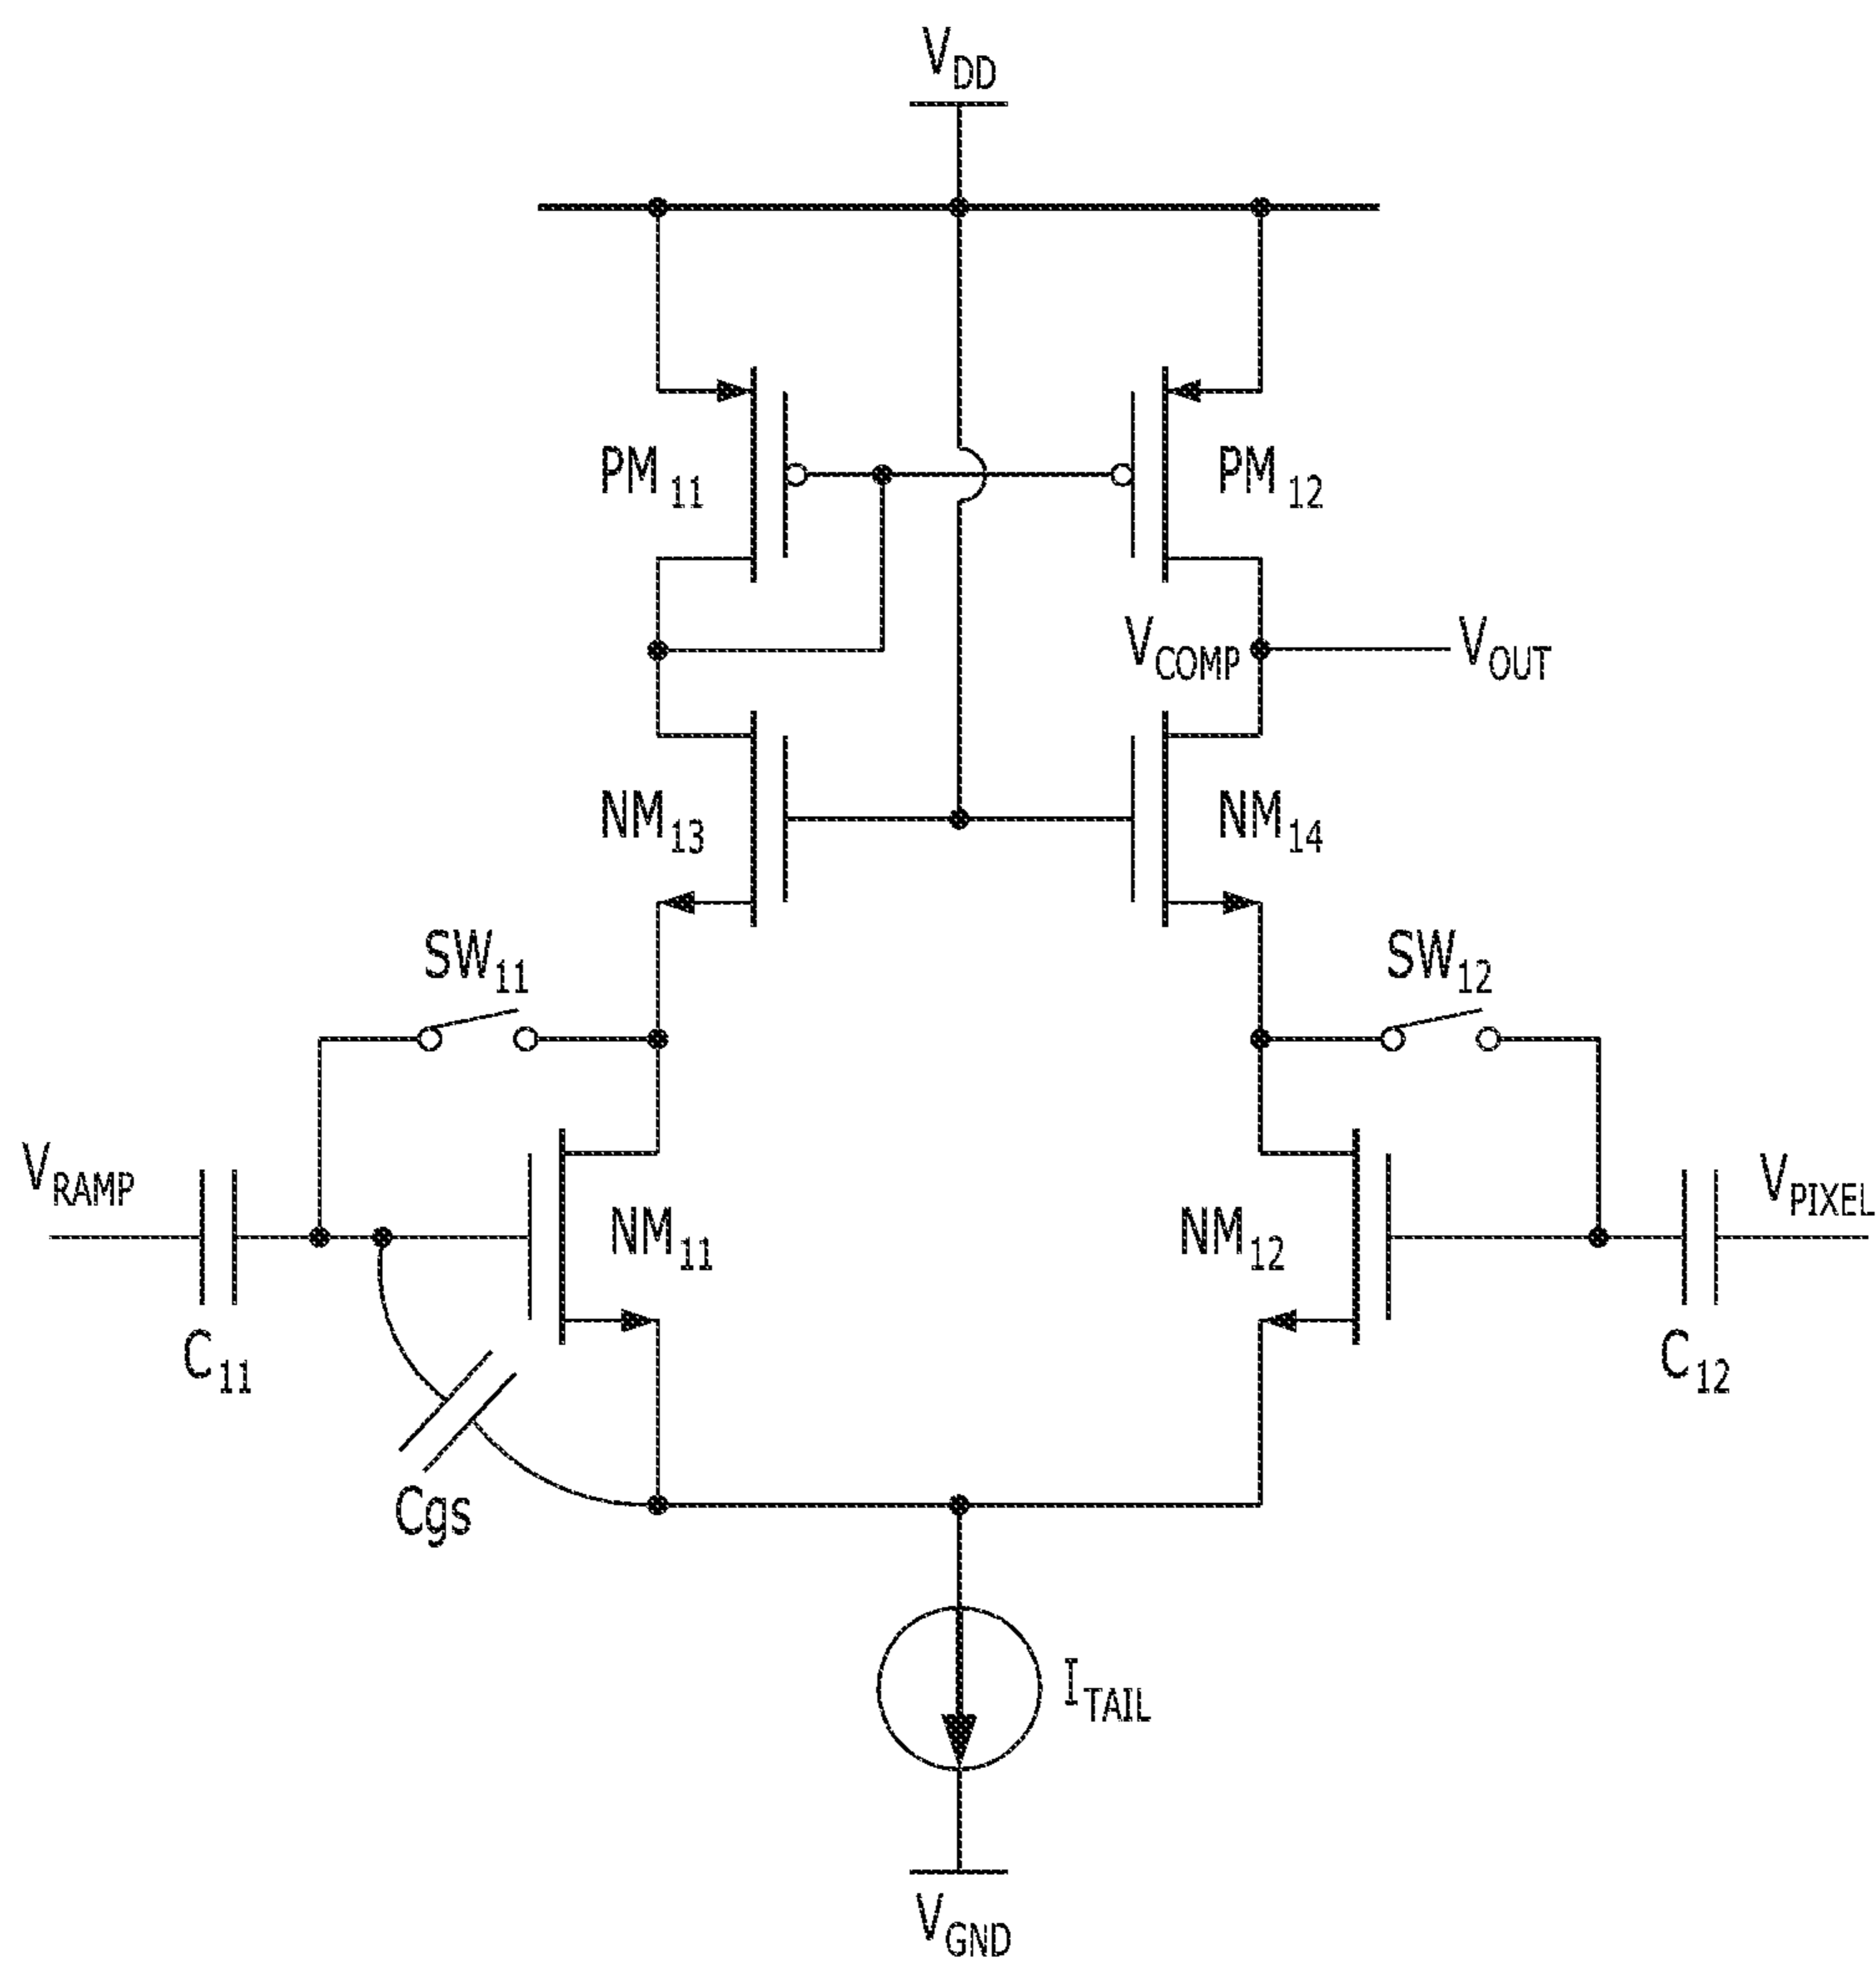 VDD
PM11
PM12
VCOMP
VOUT
NM13
NM14
SW11
SW12
VRAMP
VPIXEL
NM11
NM12
C11
C12
Cgs
ITAIL
VGND